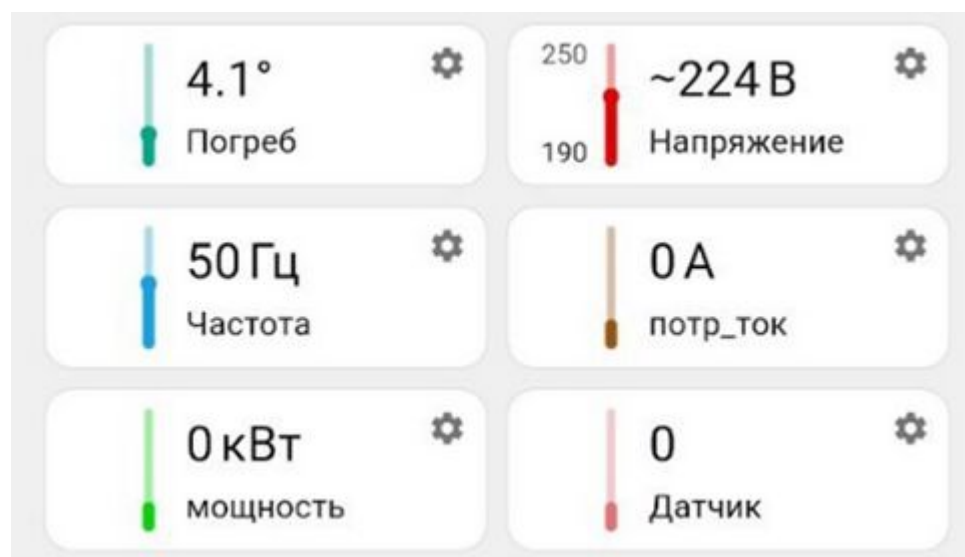 4.1°
Погреб
250
190
~224 В
Напряжение
50 Гц
Частота
0 А
потр_ток
0 кВт
мощность
0
Датчик